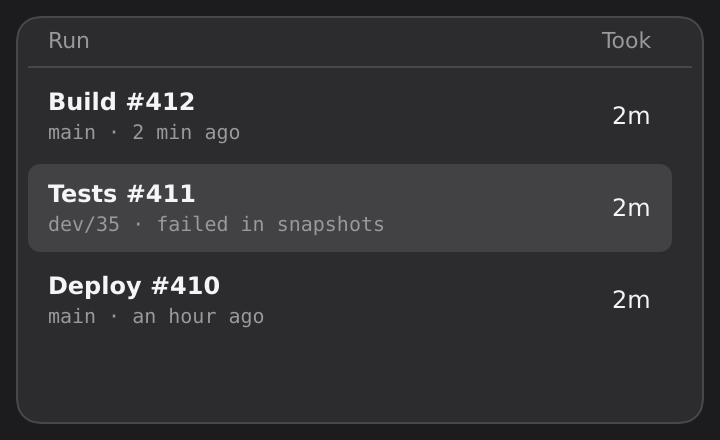 Run Took
Build #412
main · 2 min ago
2m
Tests #411
dev/35 · failed in snapshots
2m
Deploy #410
main · an hour ago
2m